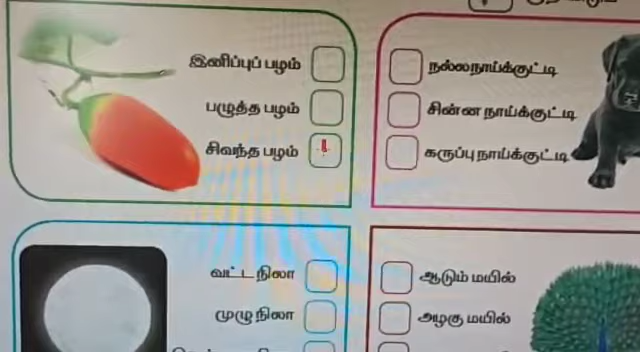 இனிப்புப் பழம்
பழுத்த பழம்
சிவந்த பழம்
நல்லநாய்க்குட்டி
சின்ன நாய்க்குட்டி
கருப்பு நாய்க்குட்டி
வட்ட நிலா
முழு நிலா
ஆடும் மயில்
அழகு மயில்